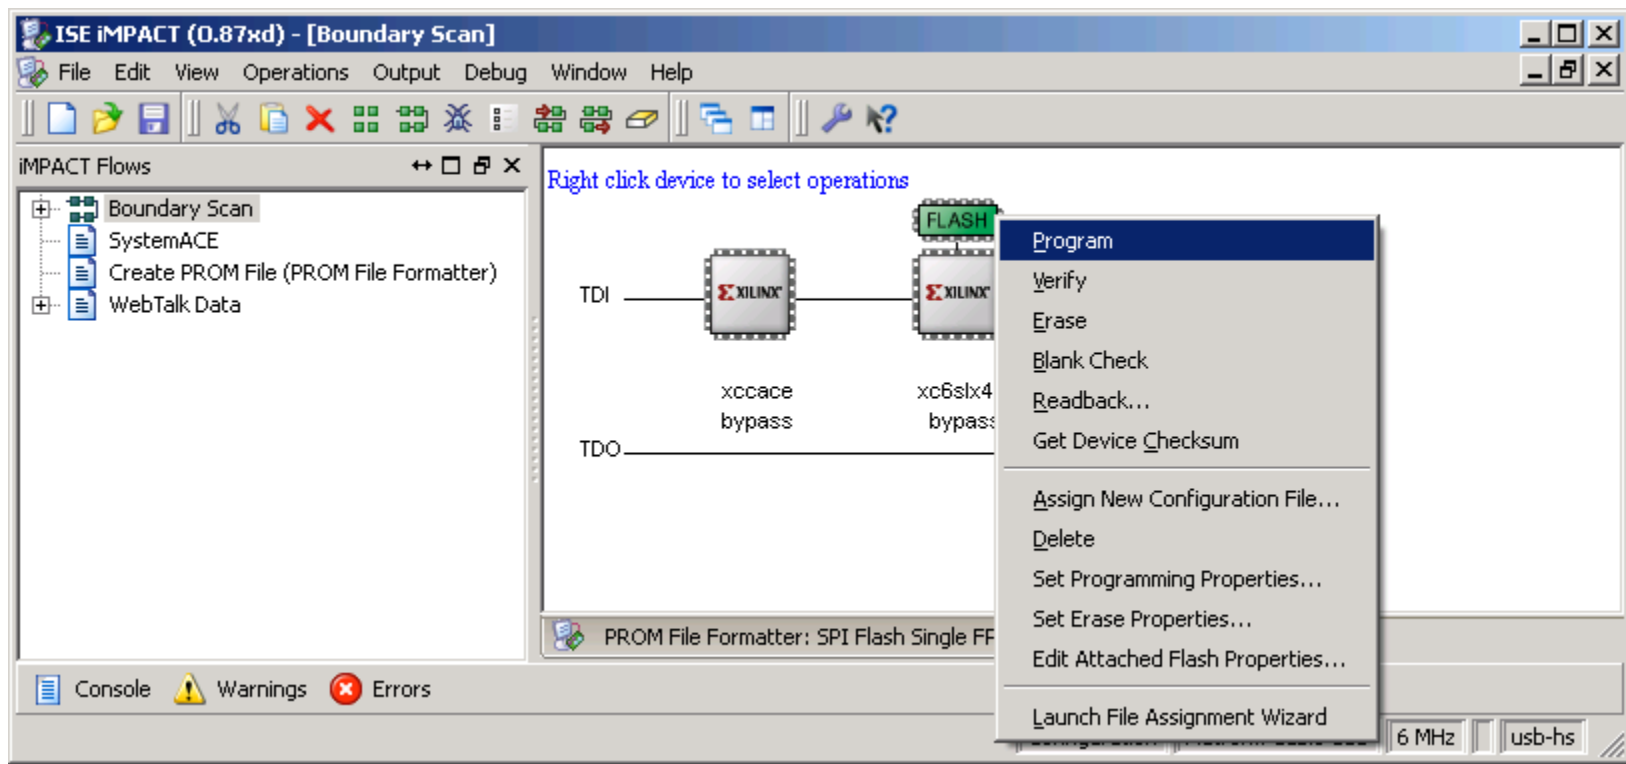 ISE iMPACT (0.87xd) - [Boundary Scan]
File Edit View Operations Output Debug Window Help
iMPACT Flows
Boundary Scan
SystemACE
Create PROM File (PROM File Formatter)
WebTalk Data
Right click device to select operations
FLASH
TDI
XILINX
XILINX
xccace
bypass
xc6slx4
bypass
TDO
Program
Verify
Erase
Blank Check
Readback...
Get Device Checksum
Assign New Configuration File...
Delete
Set Programming Properties...
Set Erase Properties...
Edit Attached Flash Properties...
Launch File Assignment Wizard
PROM File Formatter: SPI Flash Single FP
Console Warnings Errors
6 MHz usb-hs